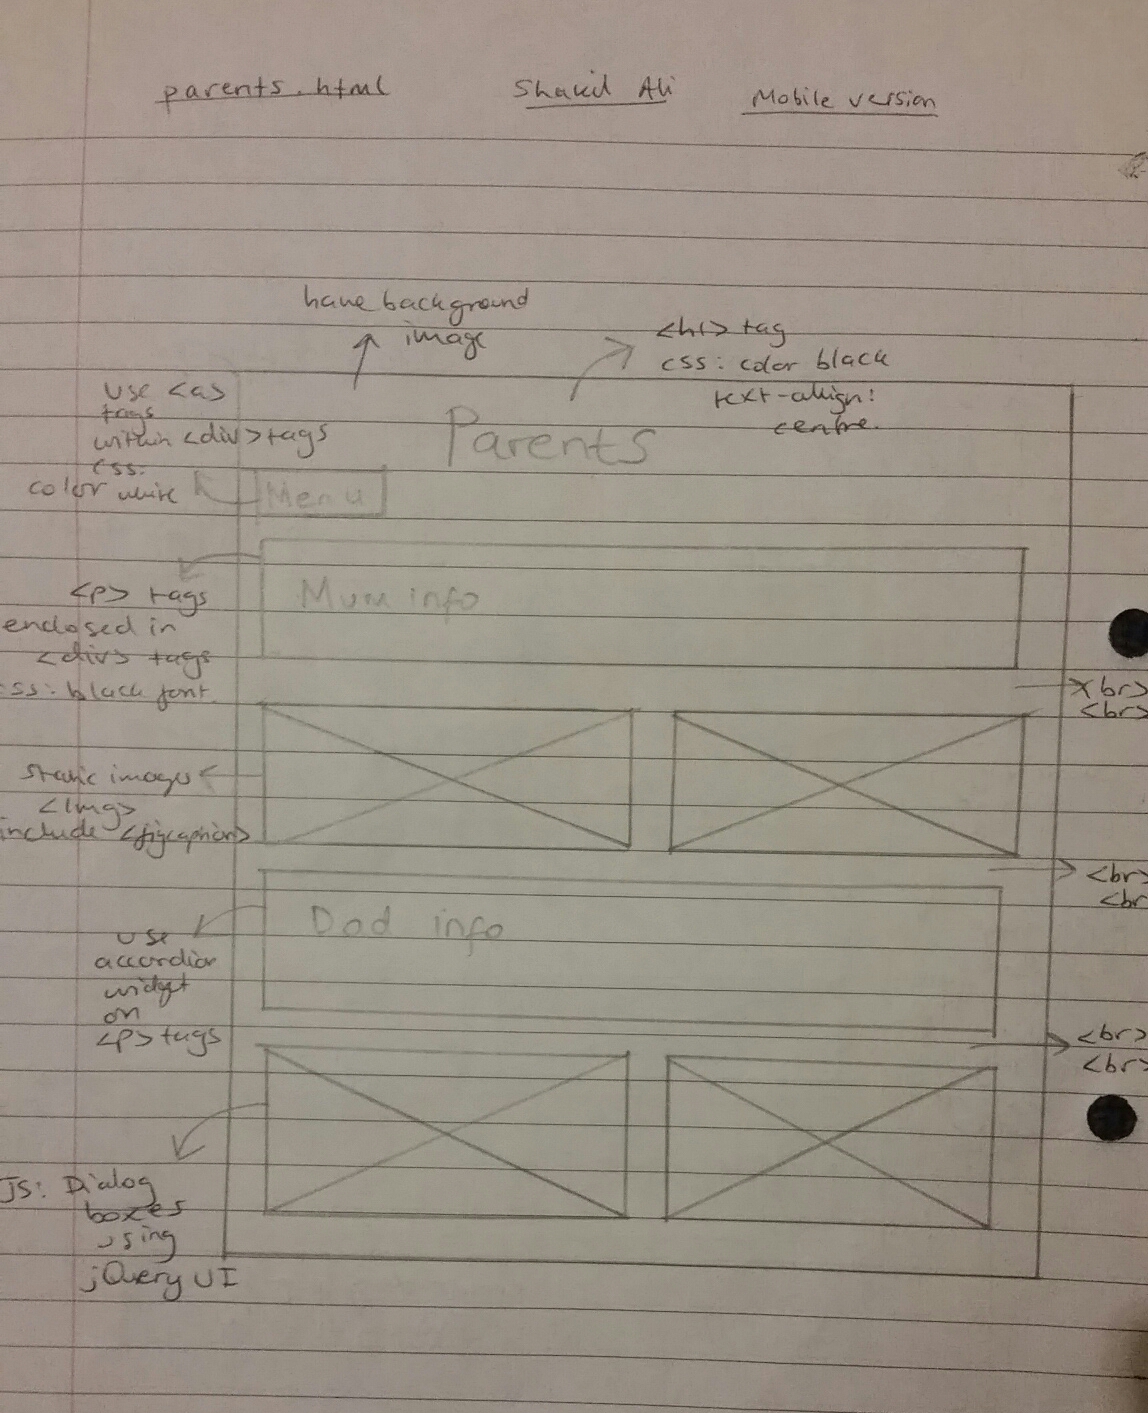 parents.html
Shakil Ali
Mobile version
have background
image
<h1> tag
css: color black
text-allign:
centre.
use <a>
tags
within <div> tags
css:
color white
Parents
Menu
<p> tags
enclosed in
<div> tags
ss: black font.
Mum info
<br>
<br>
static images
<Img>
include <figcaption>
<br>
<br
Dad info
use
accordion
widget
on
<p> tags
<br>
<br>
JS: Dialog
boxes
using
jQuery UI